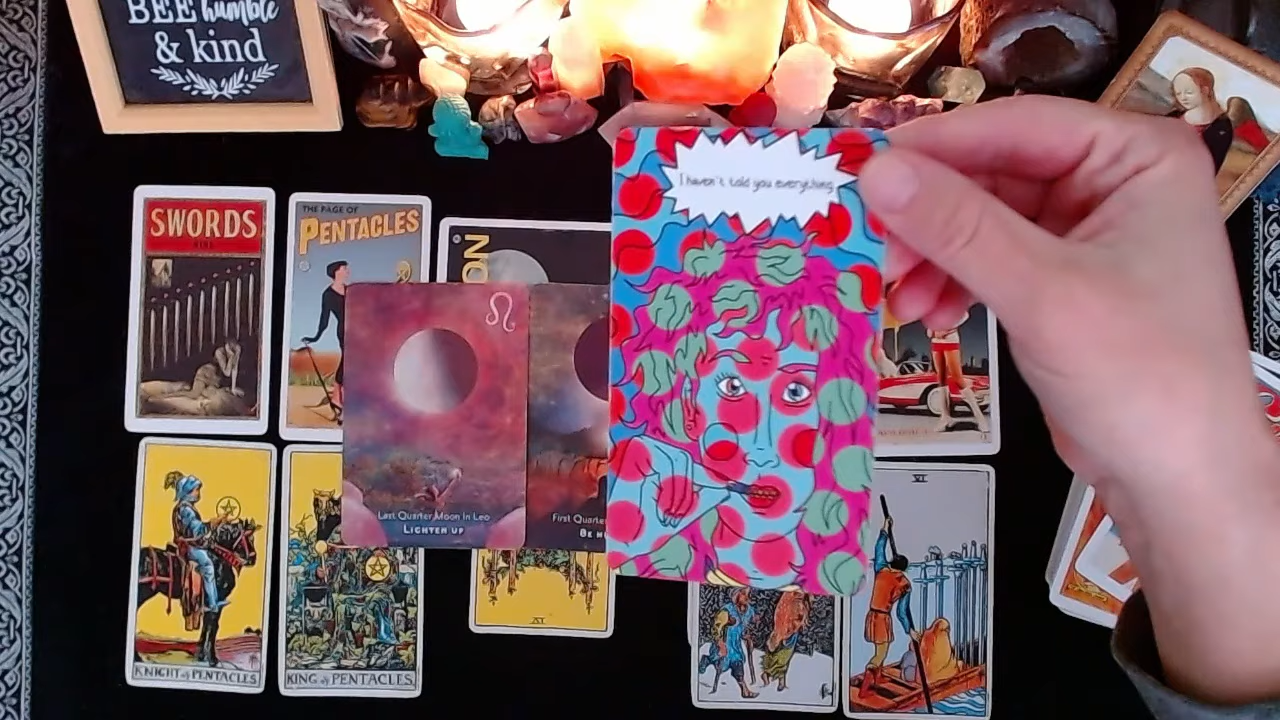 BEE humble
& kind
I haven't told you everything.
SWORDS
THE PAGE OF
PENTACLES
Last Quarter Moon In Leo
LIGHTEN UP
First Quarter
KNIGHT of PENTACLES
KING of PENTACLES
VI